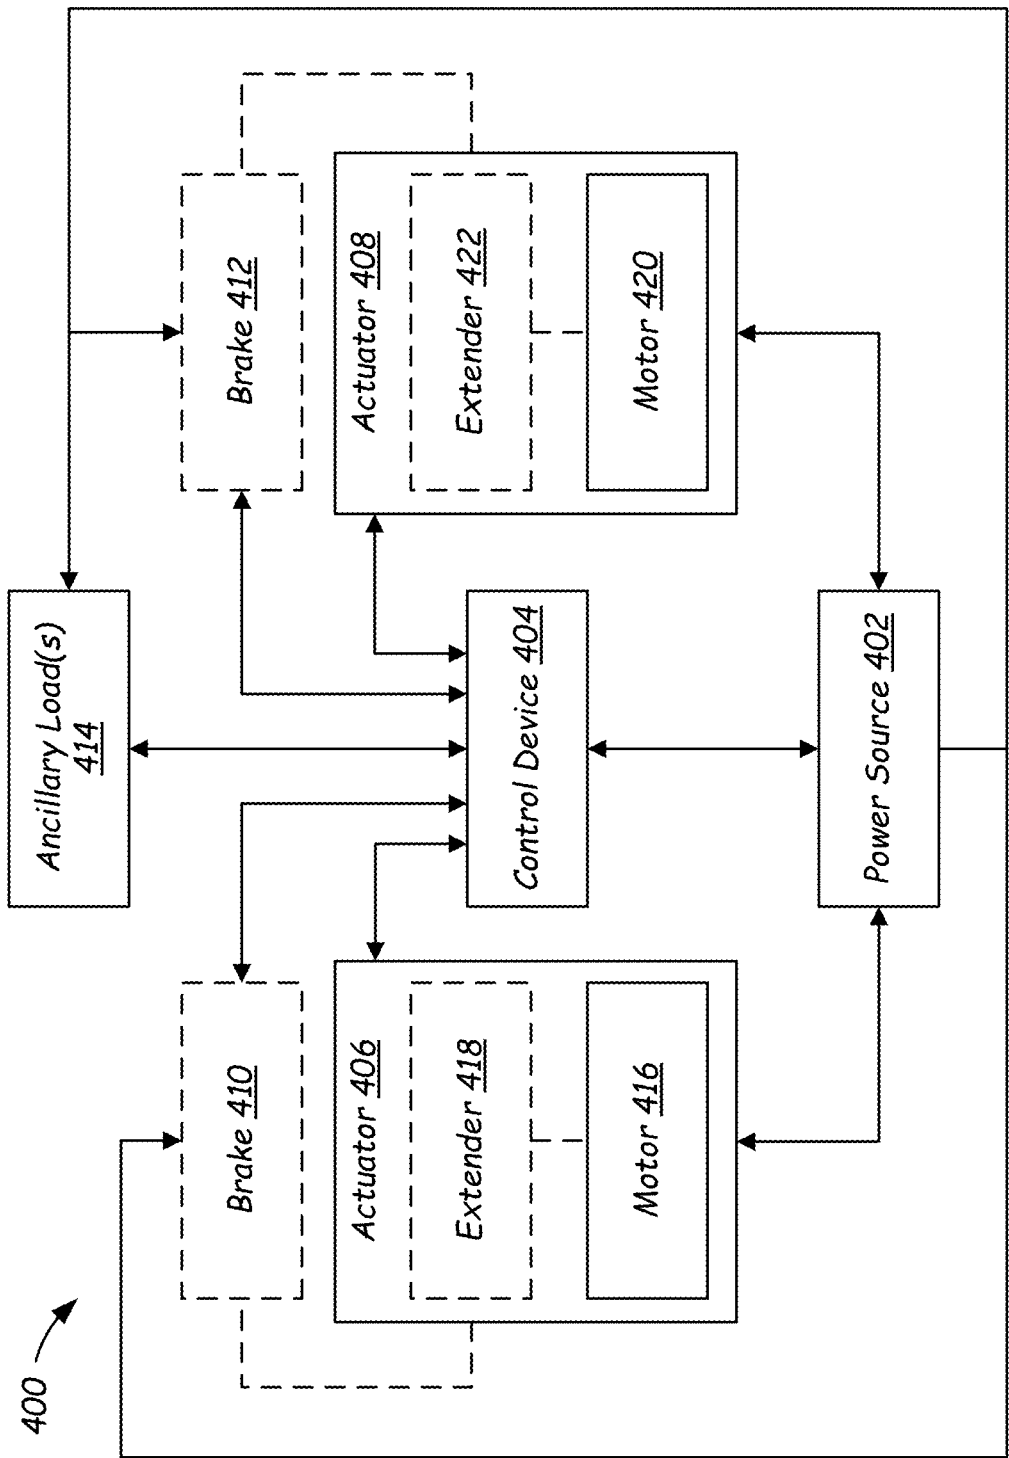 400
Ancillary Load(s)
414
Brake 410
Brake 412
Actuator 406
Actuator 408
Extender 418
Extender 422
Control Device 404
Motor 416
Motor 420
Power Source 402